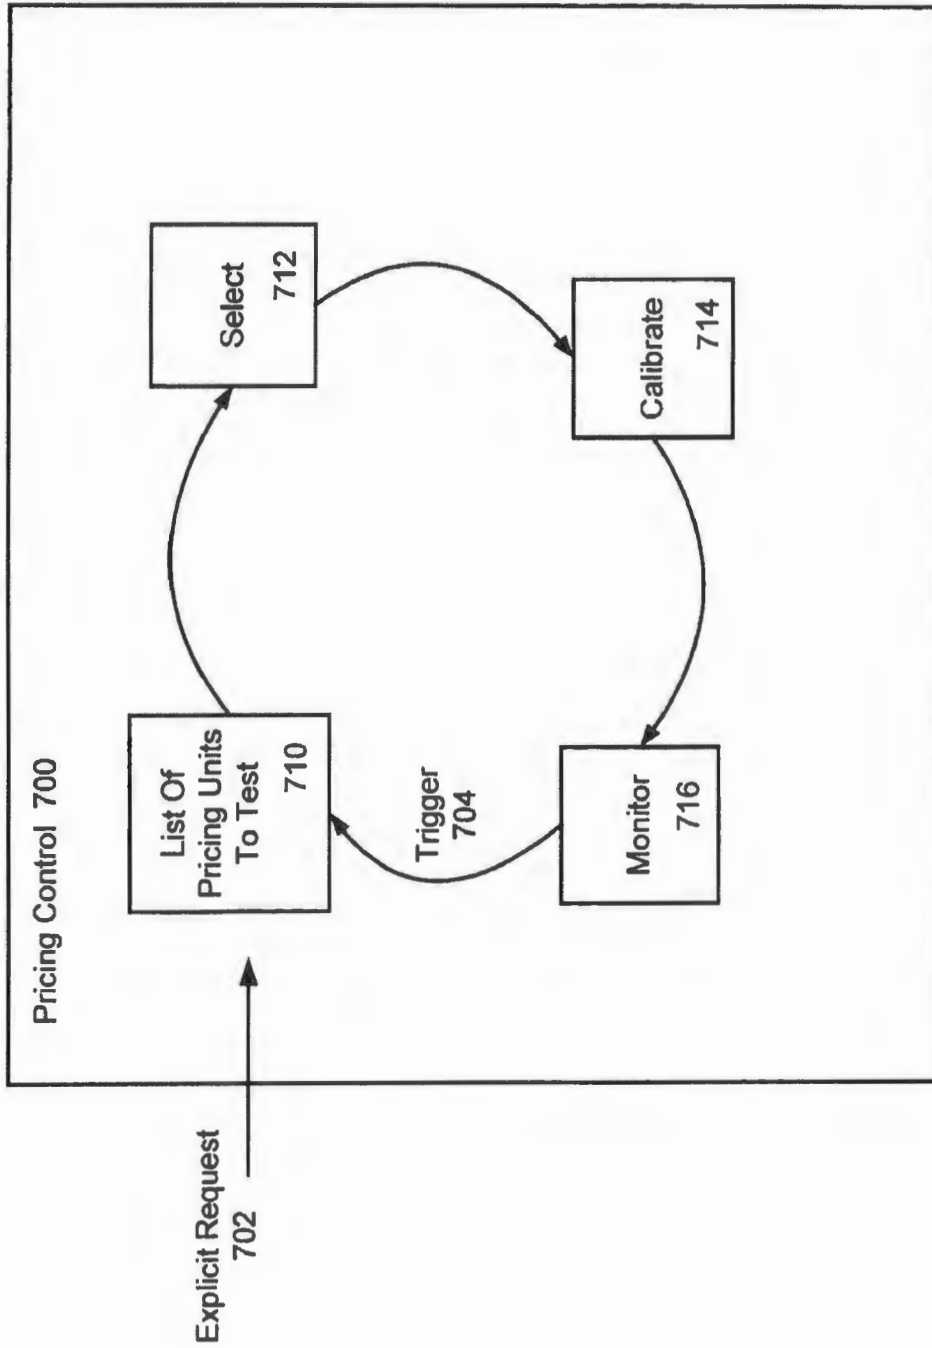 Pricing Control 700
Explicit Request
702
List Of
Pricing Units
To Test
710
Select
712
Trigger
704
Monitor
716
Calibrate
714